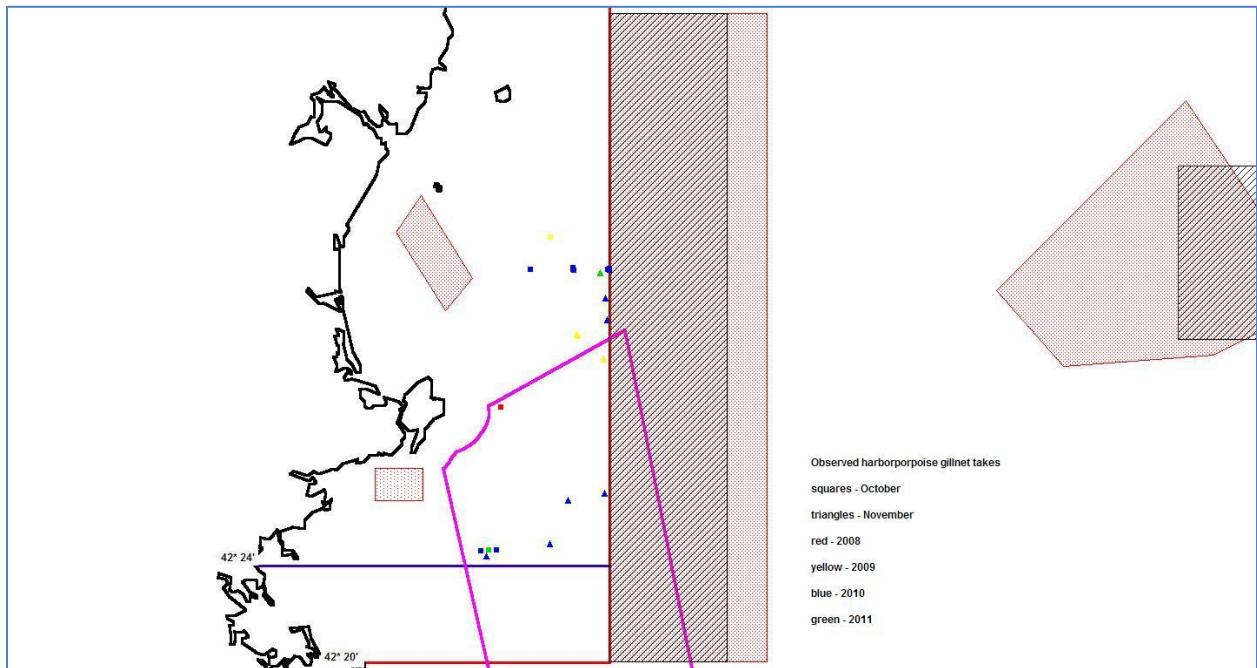 42° 24'
42° 20'
Observed harborporpoise gillnet takes
squares - October
triangles - November
red - 2008
yellow - 2009
blue - 2010
green - 2011